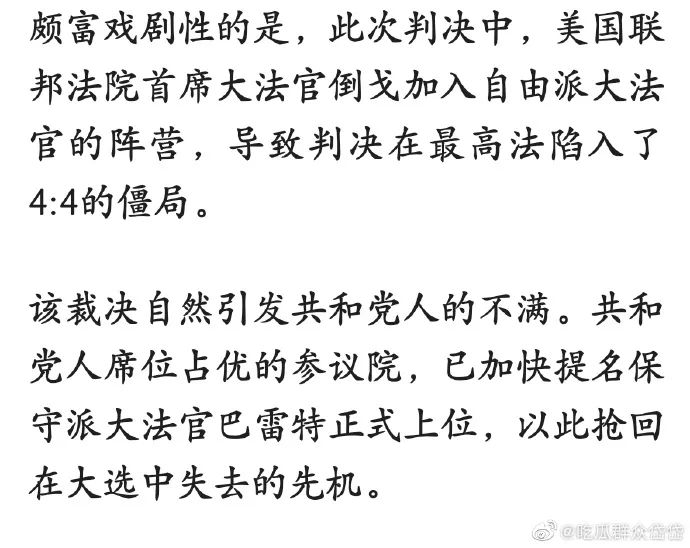 颇富戏剧性的是，此次判决中，美国联
邦法院首席大法官倒戈加入自由派大法
官的阵营，导致判决在最高法陷入了
4:4的僵局。
该裁决自然引发共和党人的不满。共和
党人席位占优的参议院，已加快提名保
守派大法官巴雷特正式上位，以此抢回
在大选中失去的先机。
@吃瓜群众岱岱